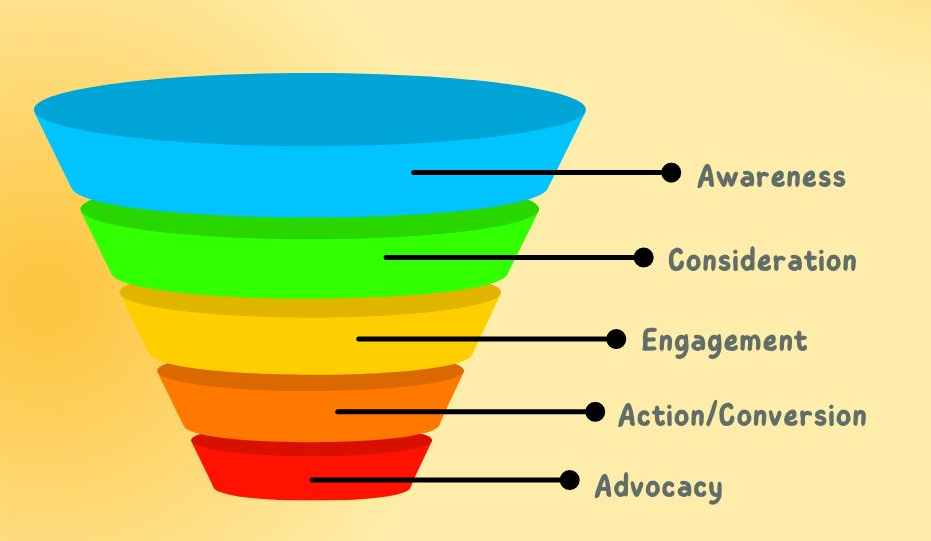 Awareness
Consideration
Engagement
Action/Conversion
Advocacy